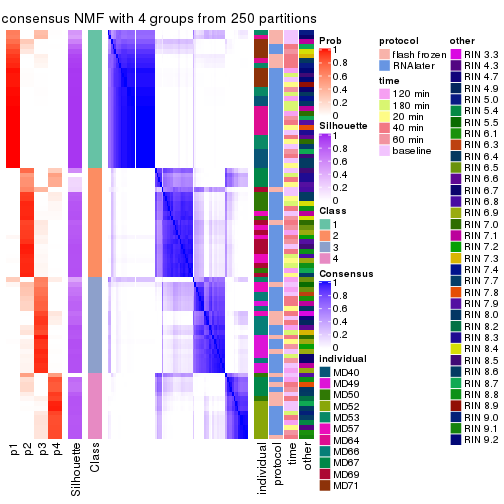 consensus NMF with 4 groups from 250 partitions
Prob
1
0.8
0.6
0.4
0.2
0
Silhouette
1
0.8
0.6
0.4
0.2
0
Class
1
2
3
4
Consensus
1
0.8
0.6
0.4
0.2
0
individual
MD40
MD49
MD50
MD52
MD53
MD57
MD64
MD66
MD67
MD69
MD71
protocol
flash frozen
RNAlater
time
120 min
180 min
20 min
40 min
60 min
baseline
other
RIN 3.3
RIN 4.3
RIN 4.7
RIN 4.9
RIN 5.0
RIN 5.4
RIN 5.5
RIN 6.1
RIN 6.3
RIN 6.4
RIN 6.5
RIN 6.6
RIN 6.7
RIN 6.8
RIN 6.9
RIN 7.0
RIN 7.1
RIN 7.2
RIN 7.3
RIN 7.4
RIN 7.7
RIN 7.8
RIN 7.9
RIN 8.0
RIN 8.2
RIN 8.3
RIN 8.4
RIN 8.5
RIN 8.6
RIN 8.7
RIN 8.8
RIN 8.9
RIN 9.0
RIN 9.1
RIN 9.2
p1
p2
p3
p4
Silhouette
Class
individual
protocol
time
other